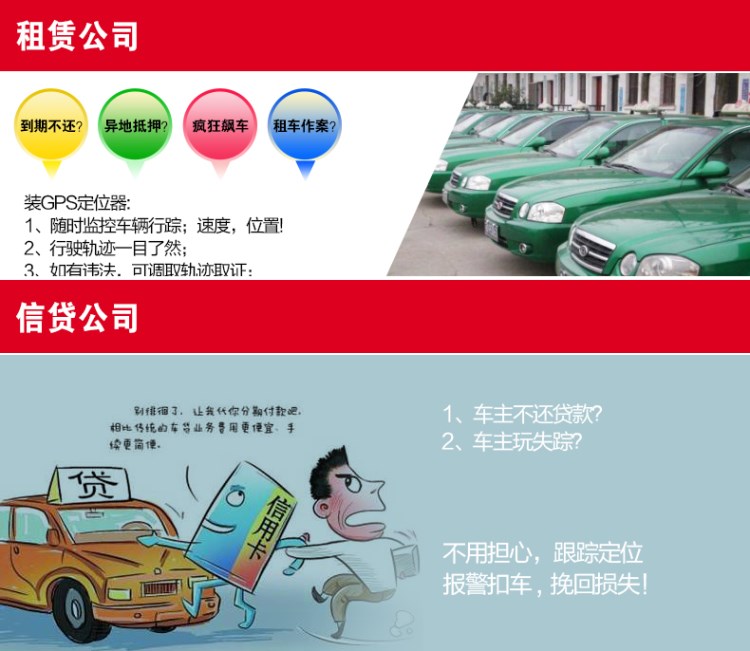 租赁公司
到期不还?
异地抵押?
疯狂飙车
租车作案?
装GPS定位器:
1、随时监控车辆行踪；速度，位置!
2、行驶轨迹一目了然；
3、如有违法，可调取轨迹取证；
信贷公司
别徘徊了，让我代你分期付款吧，
相比传统的车贷业务费用更便宜、手
续更简便。
贷
信用卡
1、车主不还贷款?
2、车主玩失踪?
不用担心，跟踪定位
报警扣车，挽回损失!